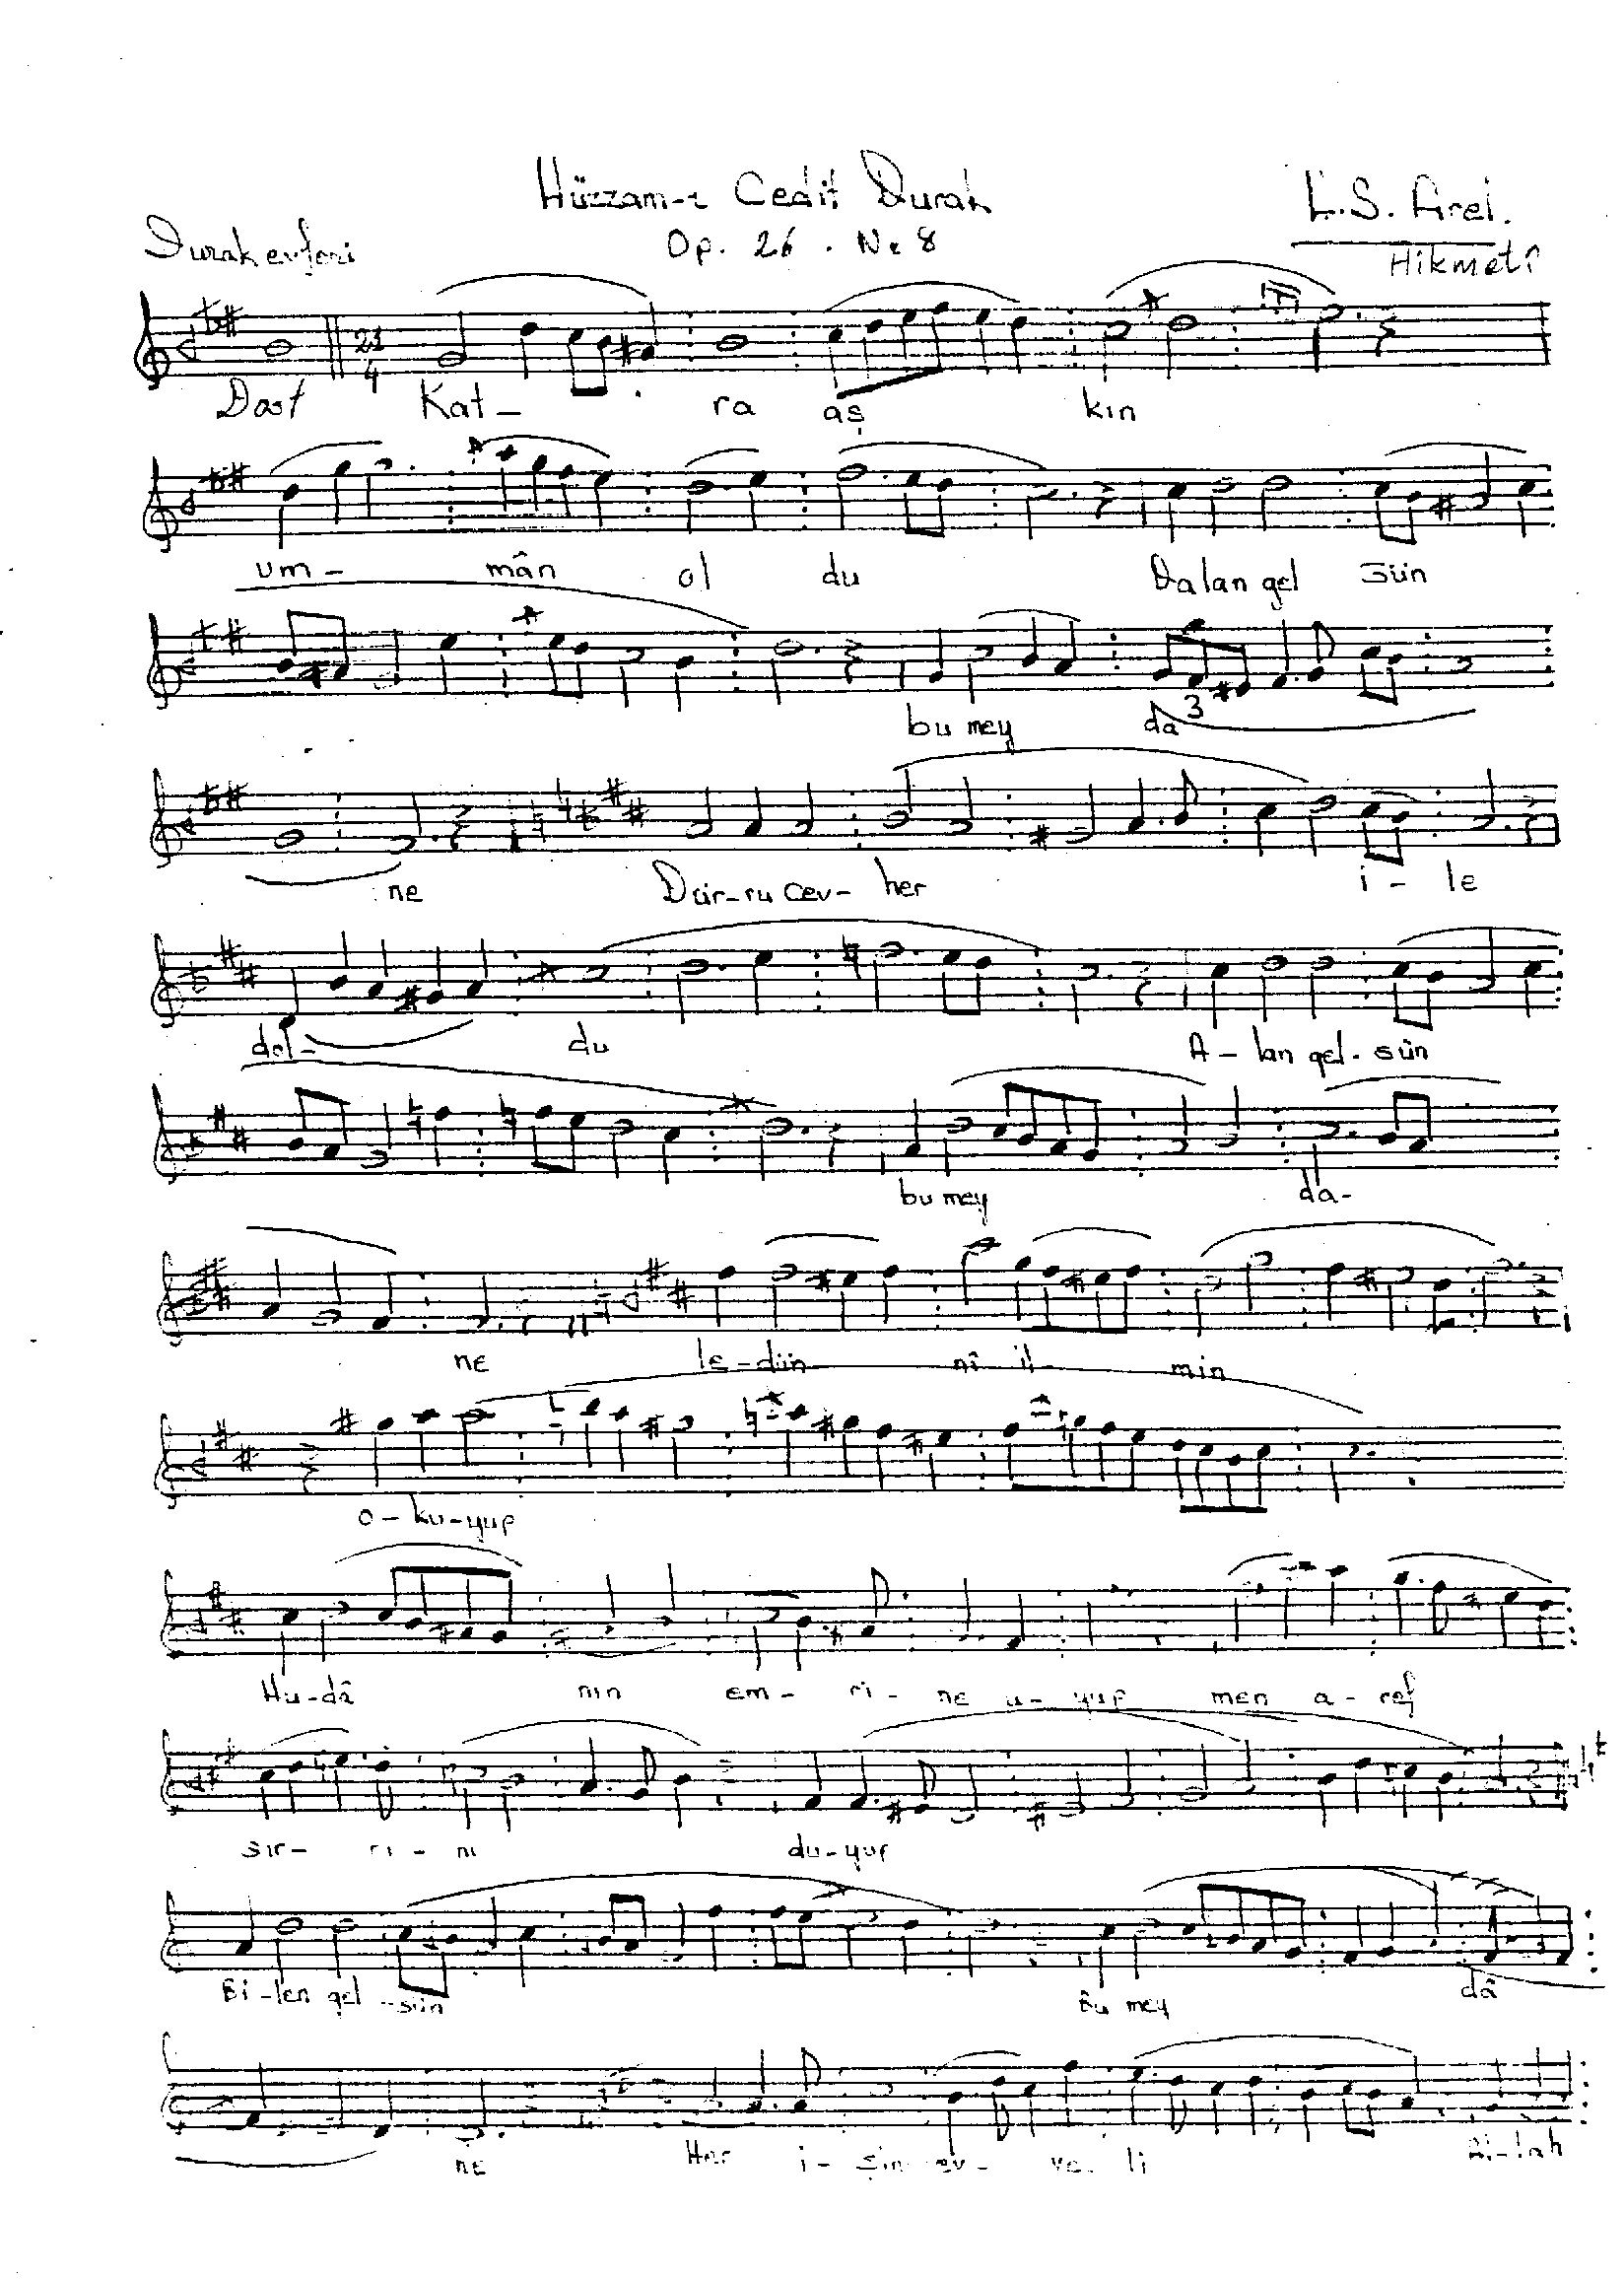 Hüzzam-ı Cedit Durak
L.S. Arel.
Durak evferi
Op. 26 . No 8
Hikmetî
21
4
Dost Kat- ra aş kın
um- mân ol du Dalan gel sün
bu mey da
3
ne Dür-ru cev- her i- le
dol- du A- lan gel- sün
bu mey da-
ne le-dün nî il- min
o- ku-yup
Hu-dâ nın em- ri- ne u- yup men a- ref
sır- rı- nı du-yup
Bi-len gel -sün Bu mey dâ
ne Her i- şin ev- ve- li Al-lah